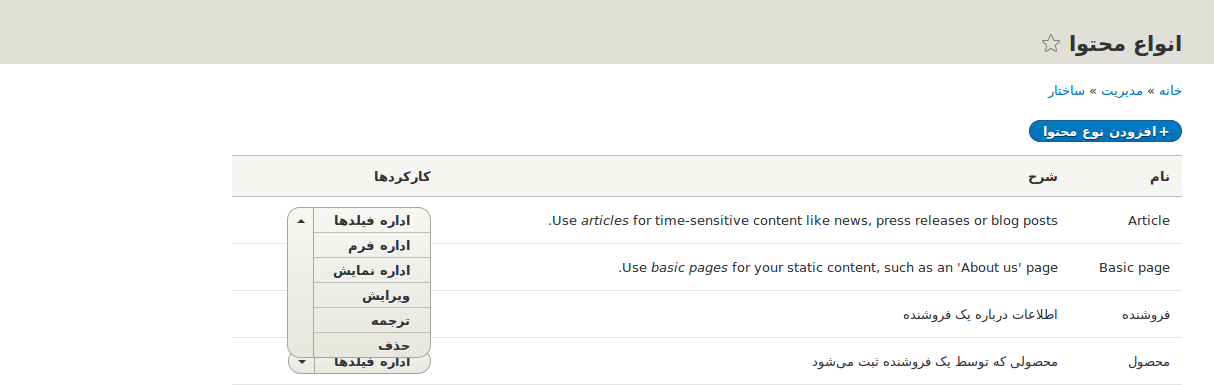 انواع محتوا
خانه » مدیریت » ساختار
+ افزودن نوع محتوا
نام شرح کارکردها
Article Use articles for time-sensitive content like news, press releases or blog posts. اداره فیلدها
اداره فرم
Basic page Use basic pages for your static content, such as an 'About us' page. اداره نمایش
ویرایش
فروشنده اطلاعات درباره یک فروشنده ترجمه
حذف
محصول محصولی که توسط یک فروشنده ثبت می‌شود اداره فیلدها